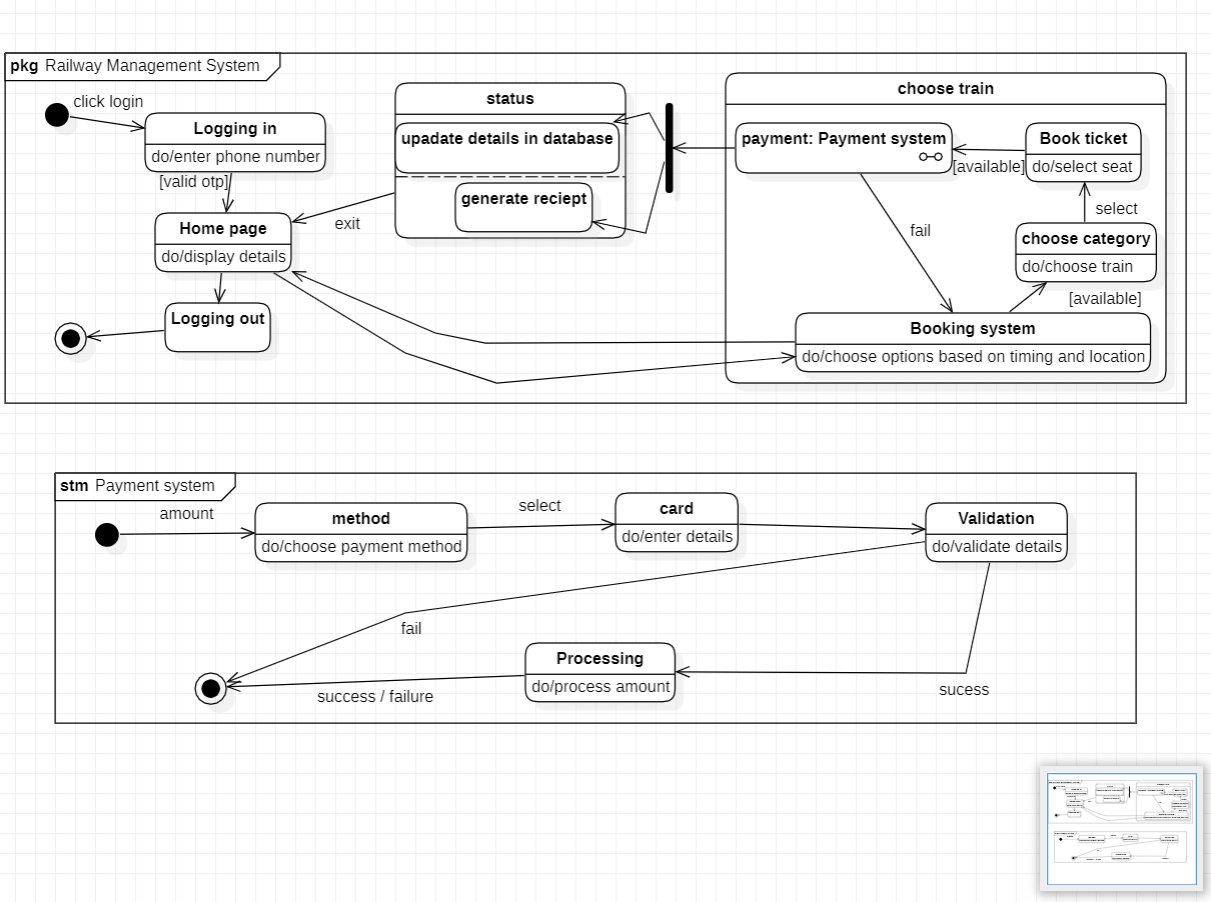 pkg Railway Management System
click login
Logging in
do/enter phone number
[valid otp]
Home page
do/display details
Logging out
status
upadate details in database
generate reciept
exit
choose train
payment: Payment system
Book ticket
do/select seat
[available]
select
fail
choose category
do/choose train
[available]
Booking system
do/choose options based on timing and location
stm Payment system
amount
method
do/choose payment method
select
card
do/enter details
Validation
do/validate details
fail
Processing
do/process amount
success / failure
sucess